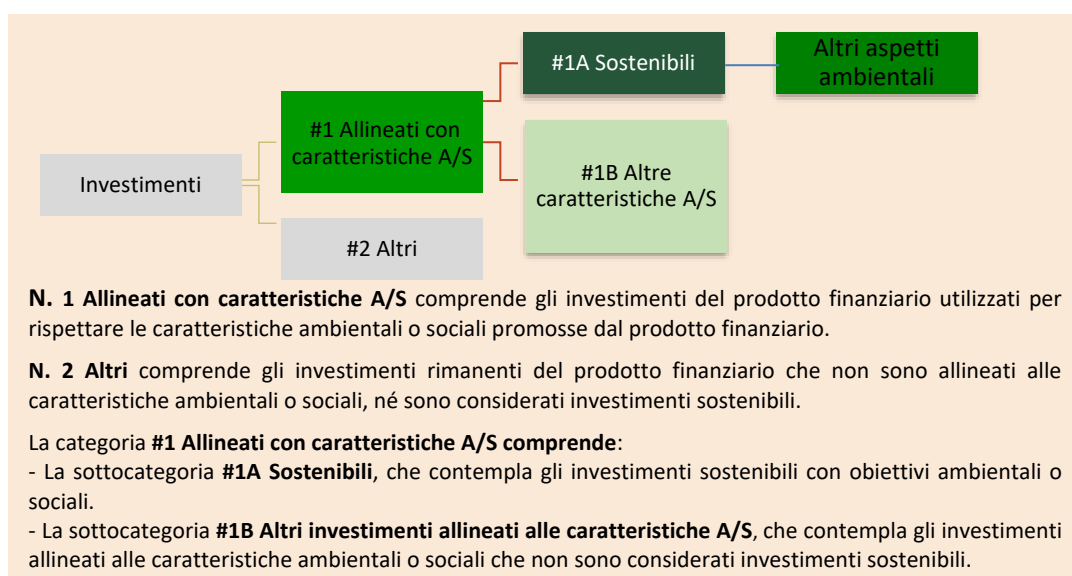 #1A Sostenibili
Altri aspetti
ambientali
#1 Allineati con
caratteristiche A/S
Investimenti
#1B Altre
caratteristiche A/S
#2 Altri
N. 1 Allineati con caratteristiche A/S comprende gli investimenti del prodotto finanziario utilizzati per
rispettare le caratteristiche ambientali o sociali promosse dal prodotto finanziario.
N. 2 Altri comprende gli investimenti rimanenti del prodotto finanziario che non sono allineati alle
caratteristiche ambientali o sociali, né sono considerati investimenti sostenibili.
La categoria #1 Allineati con caratteristiche A/S comprende:
- La sottocategoria #1A Sostenibili, che contempla gli investimenti sostenibili con obiettivi ambientali o
sociali.
- La sottocategoria #1B Altri investimenti allineati alle caratteristiche A/S, che contempla gli investimenti
allineati alle caratteristiche ambientali o sociali che non sono considerati investimenti sostenibili.